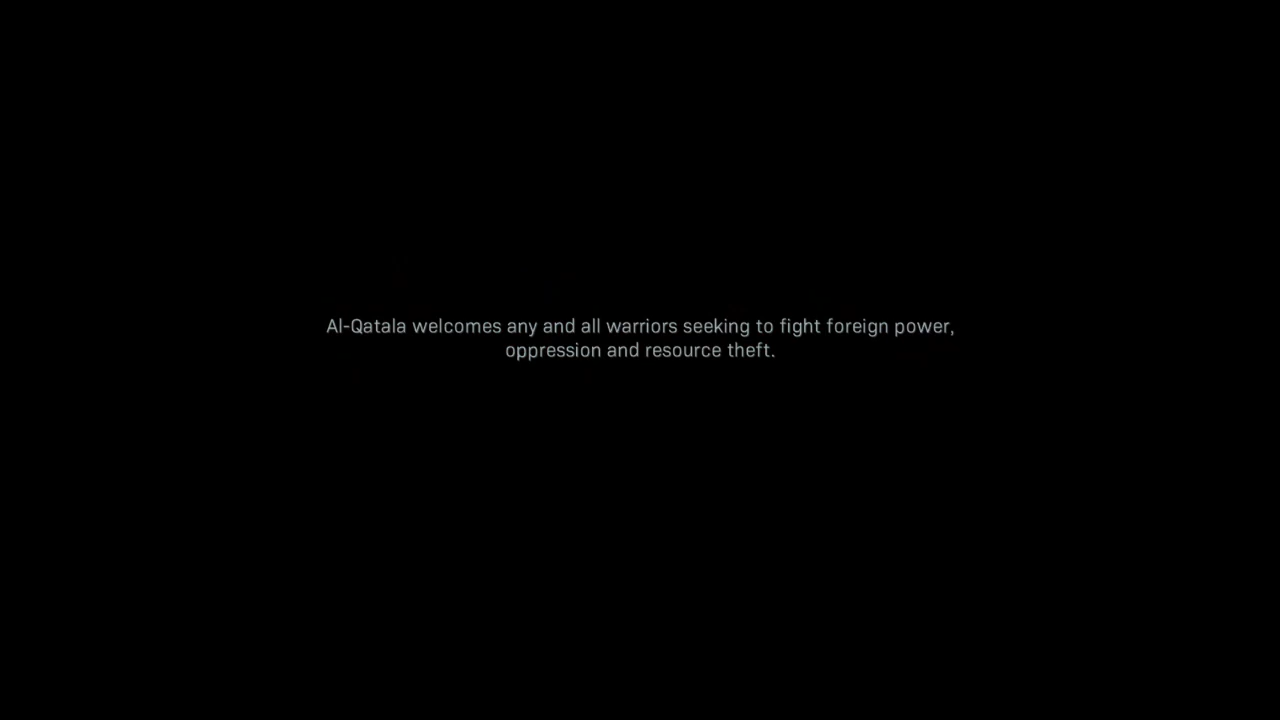 Al-Qatala welcomes any and all warriors seeking to fight foreign power,
oppression and resource theft.